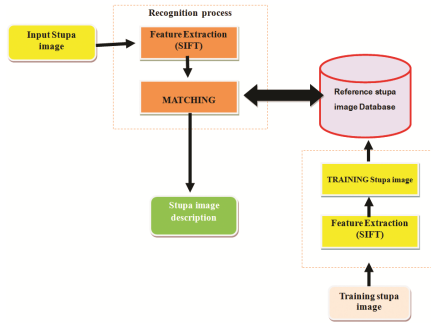 Recognition process
Input Stupa
image
Feature Extraction
(SIFT)
MATCHING
Reference stupa
image Database
Stupa image
description
TRAINING Stupa image
Feature Extraction
(SIFT)
Training stupa
image